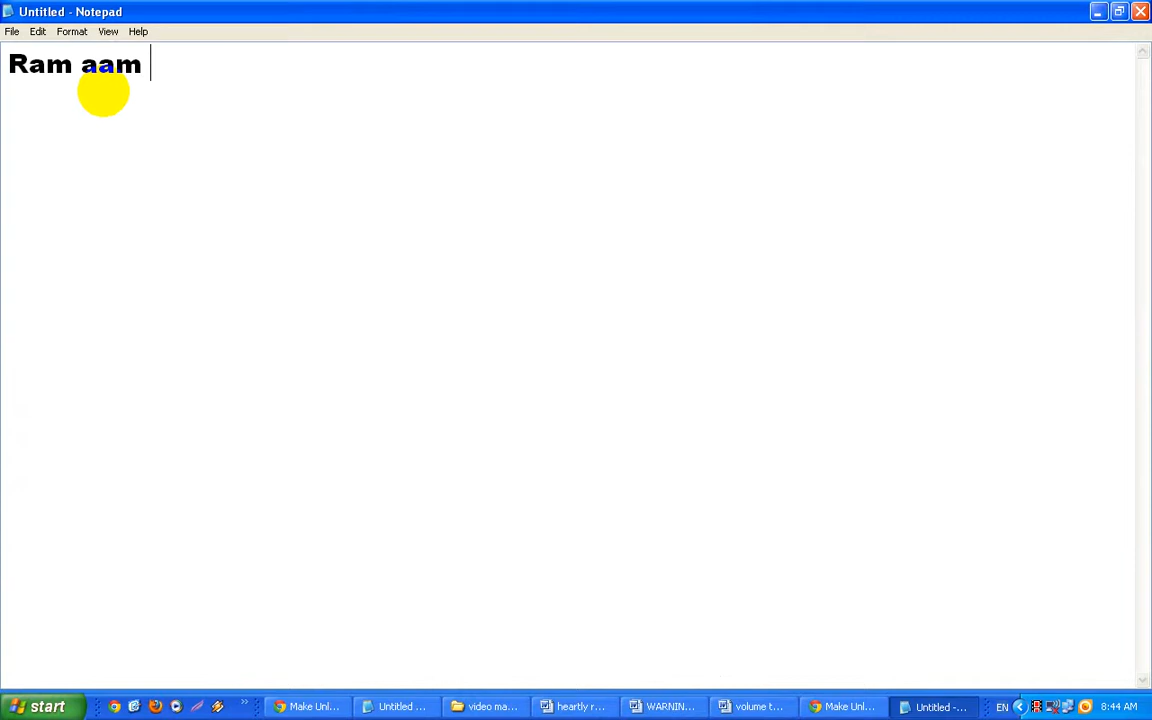 Untitled - Notepad
File Edit Format View Help
Ram aam
start
Make Unl...
Untitled ...
video ma...
heartly r...
WARNIN...
volume t...
Make Unl...
Untitled -...
EN
8:44 AM